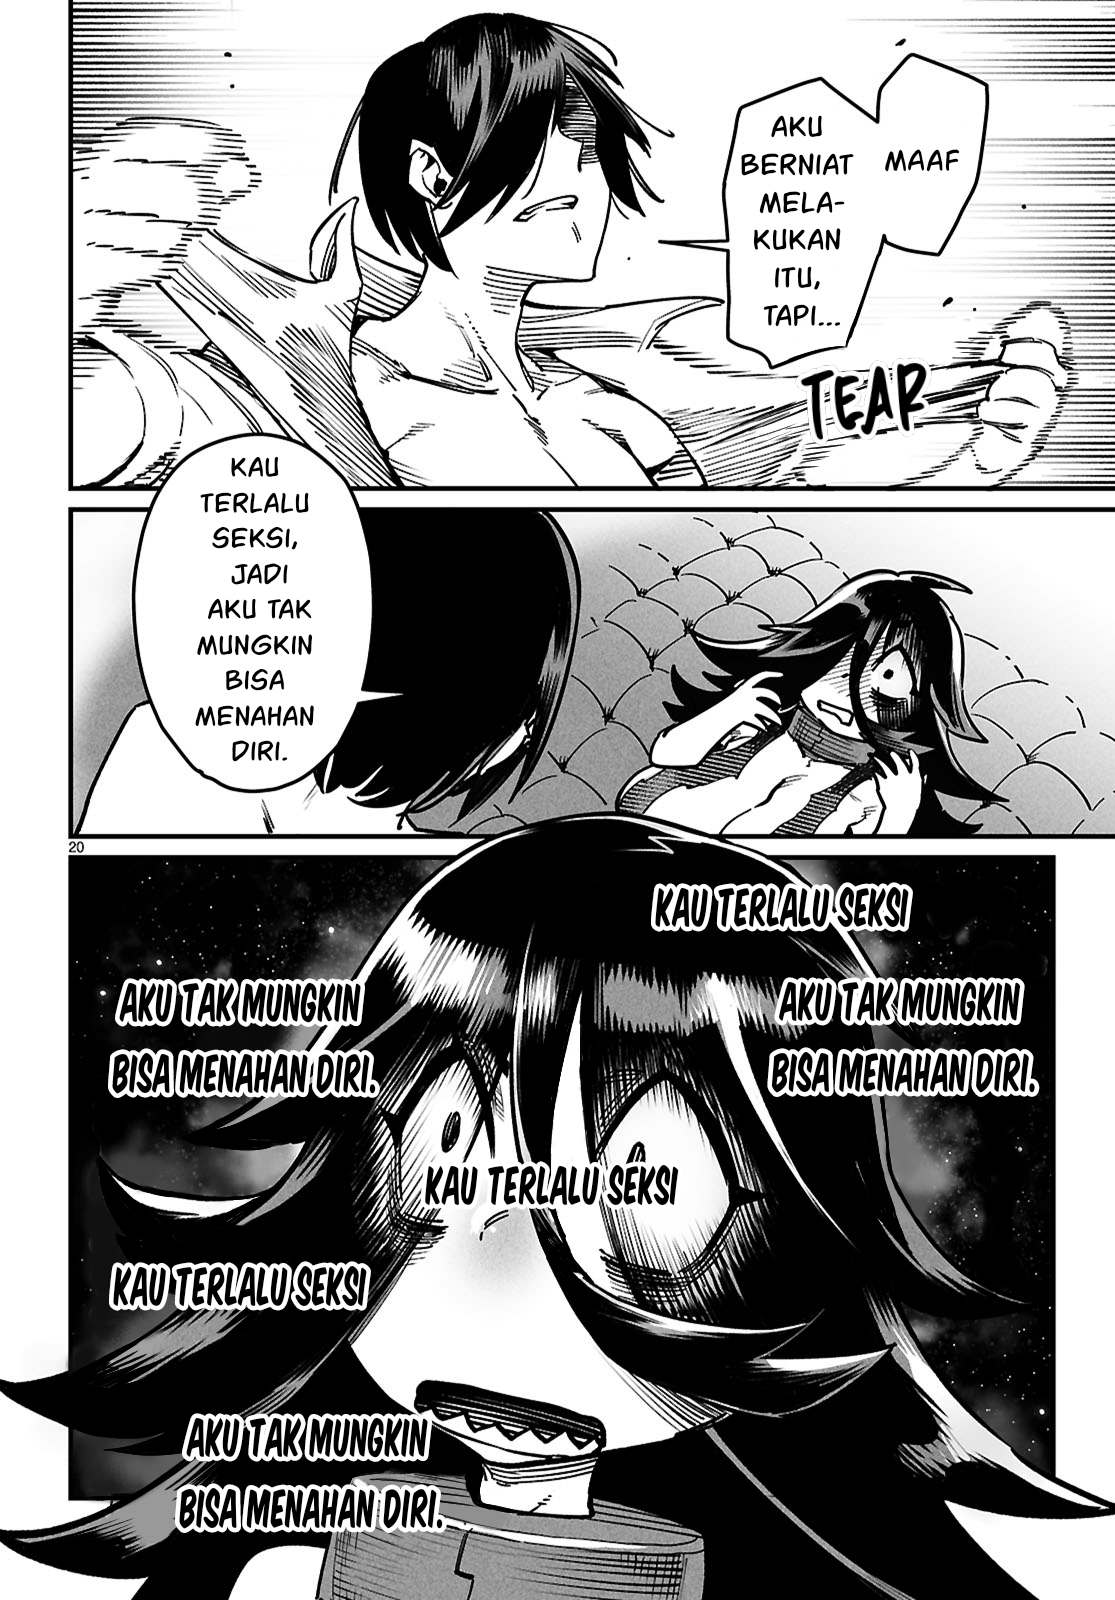 MAAF
AKU
BERNIAT
MELA-
KUKAN
ITU,
TAPI...
TEAR
KAU
TERLALU
SEKSI,
JADI
AKU TAK
MUNGKIN
BISA
MENAHAN
DIRI.
20
KAU TERLALU SEKSI
AKU TAK MUNGKIN
BISA MENAHAN DIRI.
AKU TAK MUNGKIN
BISA MENAHAN DIRI.
KAU TERLALU SEKSI
KAU TERLALU SEKSI
AKU TAK MUNGKIN
BISA MENAHAN DIRI.